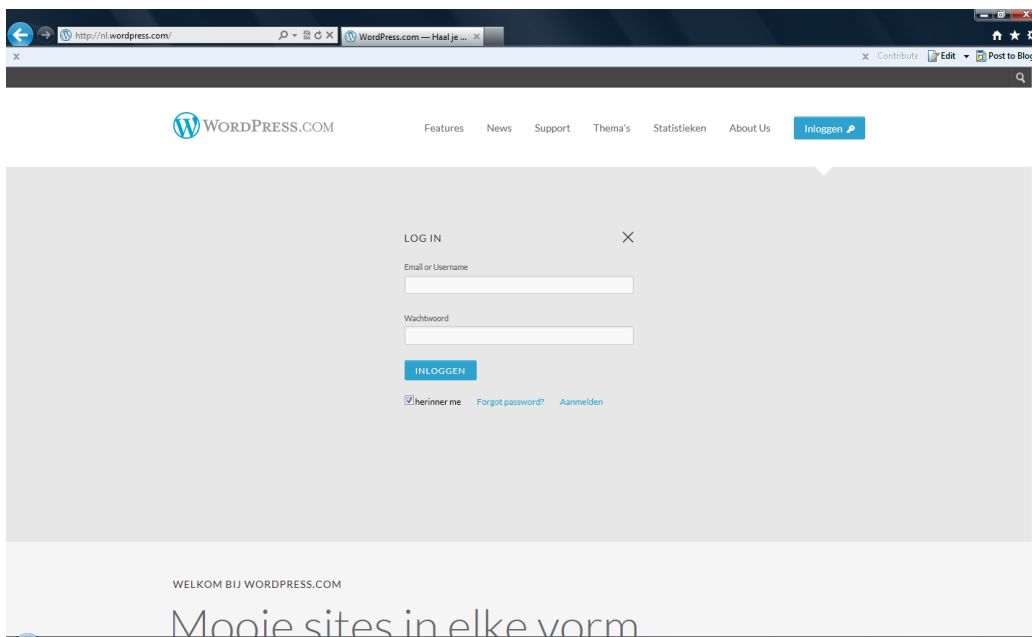 http://nl.wordpress.com/
WordPress.com — Haal je ...
x
x Contribute Edit Post to Blog
WORDPRESS.COM
Features News Support Thema's Statistieken About Us Inloggen
LOG IN
Email or Username
Wachtwoord
INLOGGEN
herinner me Forgot password? Aanmelden
WELKOM BIJ WORDPRESS.COM
Mooie sites in elke vorm